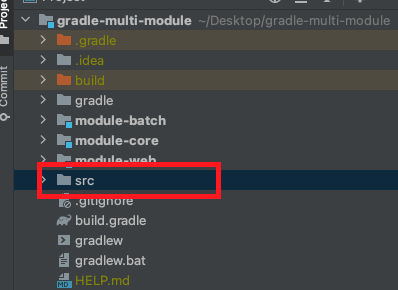 Project
gradle-multi-module ~/Desktop/gradle-multi-module
.gradle
.idea
build
gradle
module-batch
module-core
module-web
src
.gitignore
build.gradle
gradlew
gradlew.bat
HELP.md
Commit